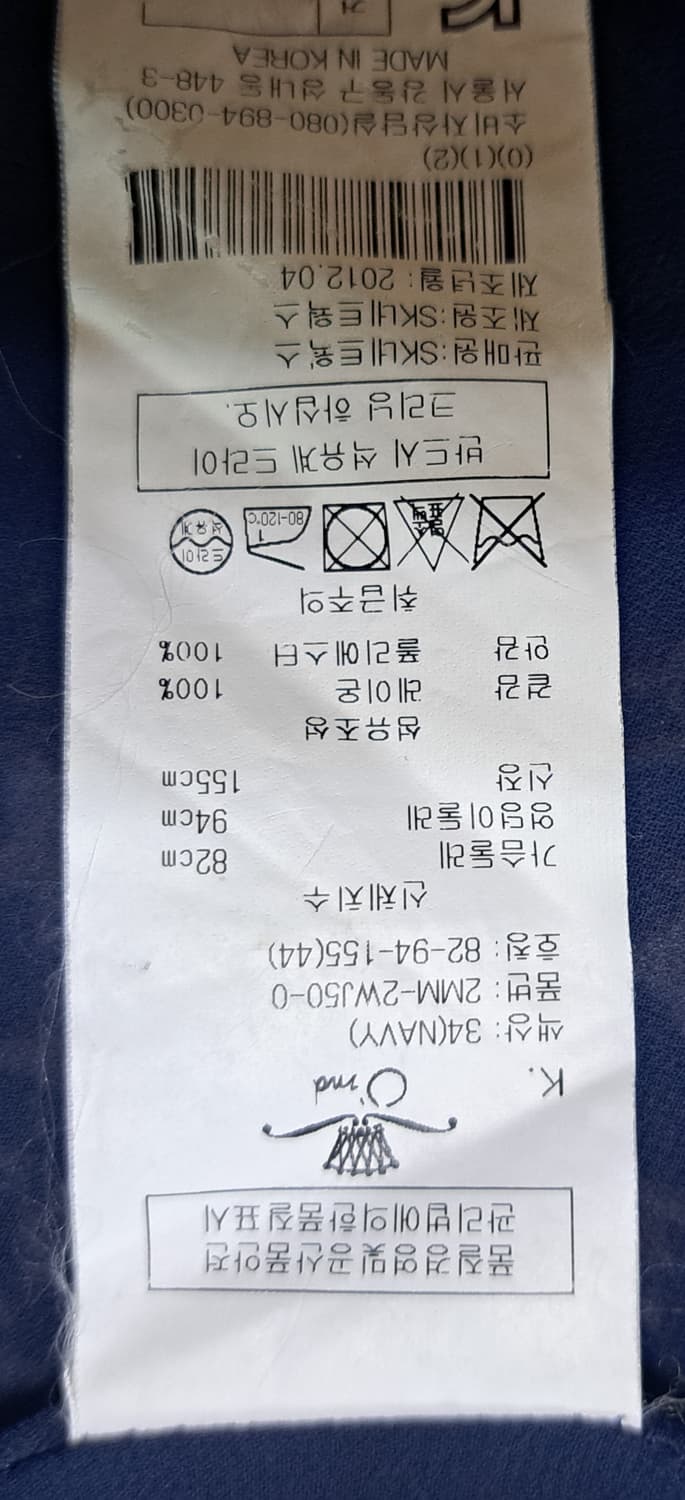 품질경영및공산품안전
관리법에의한품질표시
K.
색상: 34(NAVY)
품번: 2MM-2WJ50-0
호칭: 82-94-155(44)
신체치수
가슴둘레 82cm
엉덩이둘레 94cm
신장 155cm
섬유조성
겉감 레이온 100%
안감 폴리에스터 100%
취급주의
80-120℃ 드라이
1 석유계
반드시 석유계 드라이
크리닝 하십시오.
판매원:SK네트웍스
제조원:SK네트웍스
제조년월: 2012.04
(0)(1)(2)
소비자상담실(080-894-0300)
서울시 강동구 성내동 448-3
MADE IN KOREA